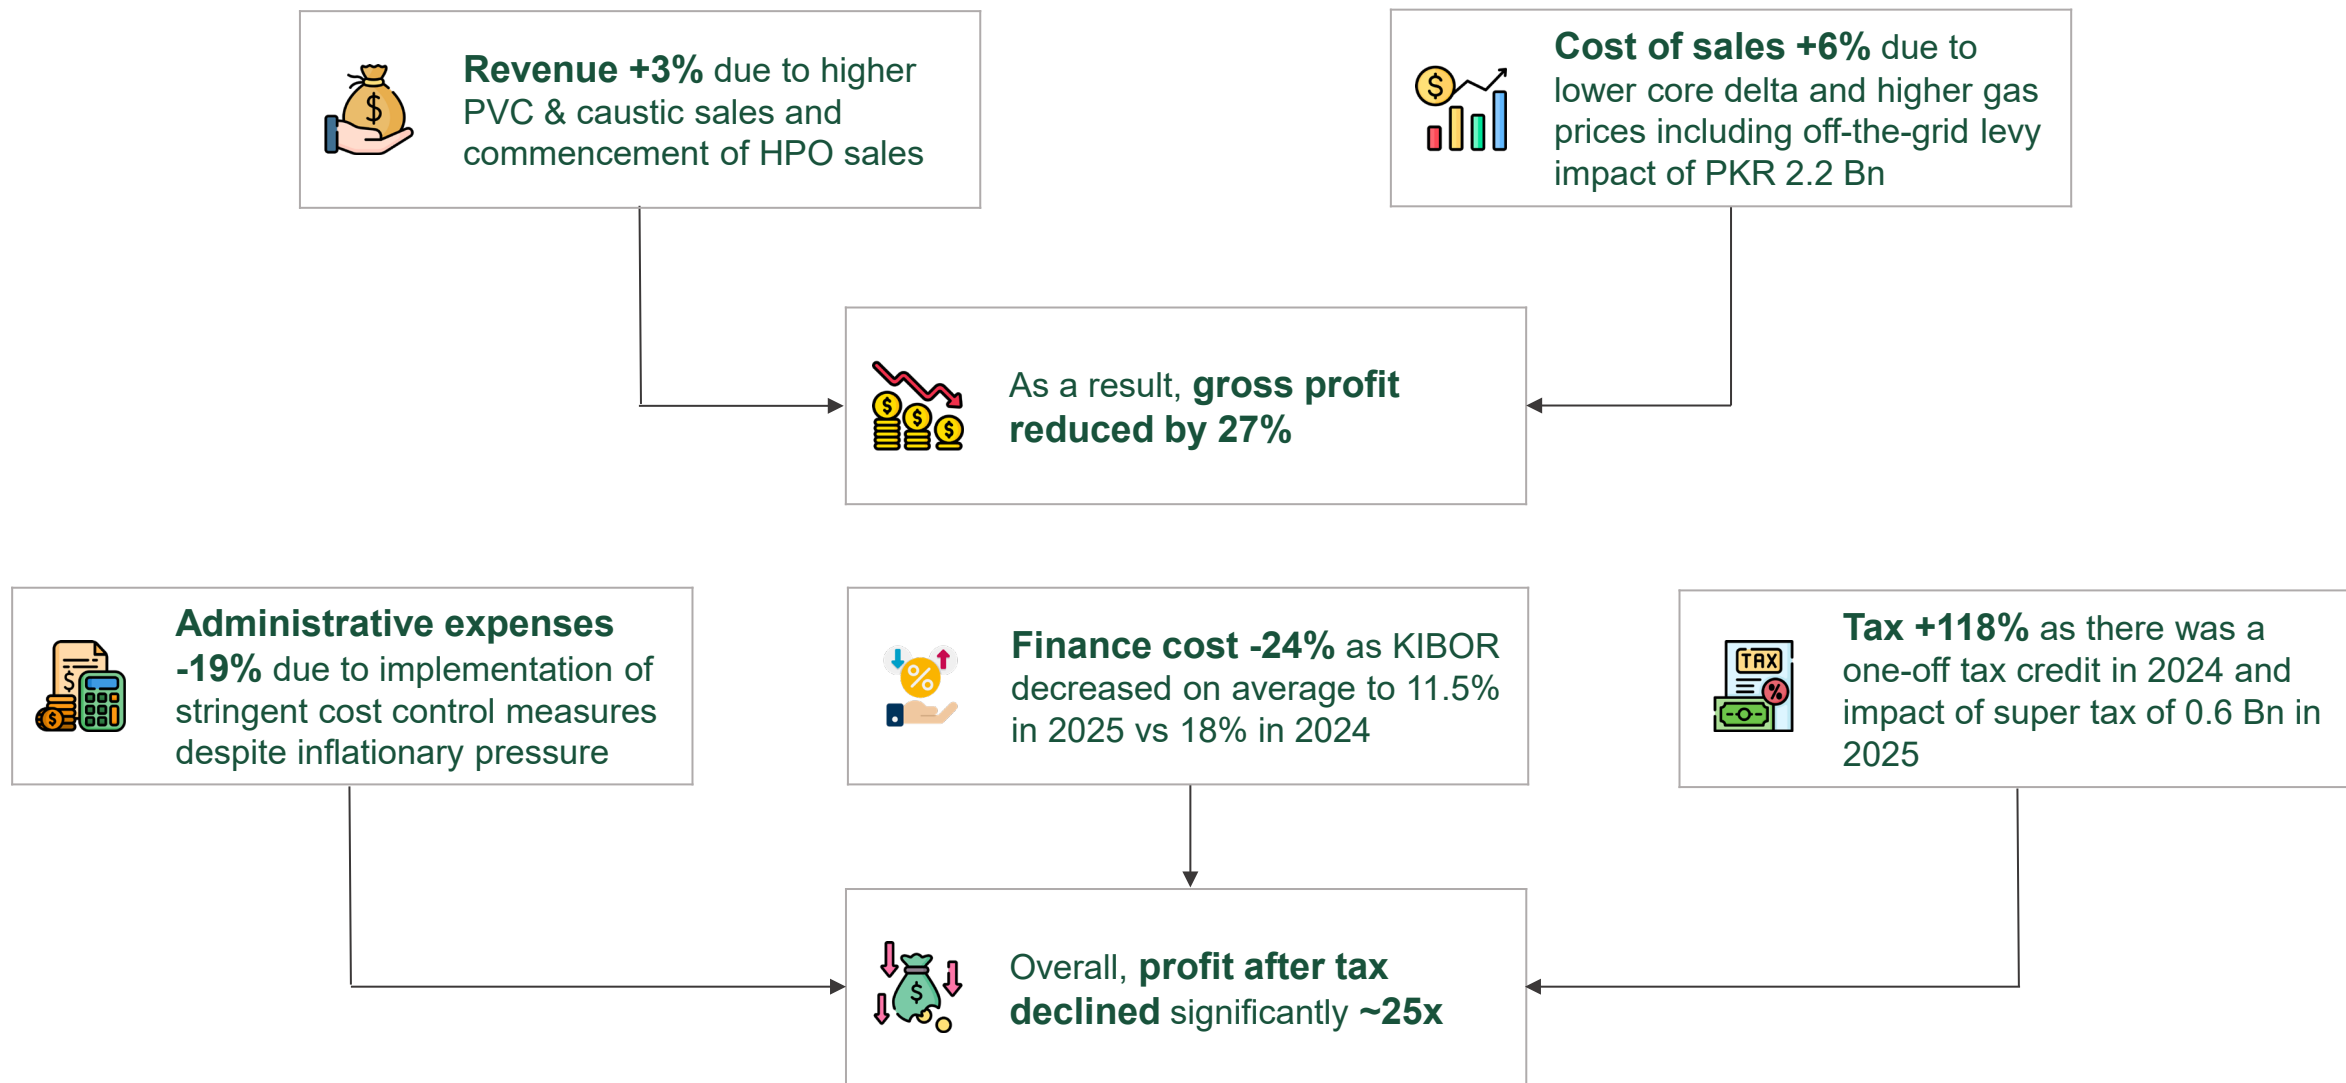 Revenue +3% due to higher
PVC & caustic sales and
commencement of HPO sales
Cost of sales +6% due to
lower core delta and higher gas
prices including off-the-grid levy
impact of PKR 2.2 Bn
As a result, gross profit
reduced by 27%
Administrative expenses
-19% due to implementation of
stringent cost control measures
despite inflationary pressure
Finance cost -24% as KIBOR
decreased on average to 11.5%
in 2025 vs 18% in 2024
TAX
Tax +118% as there was a
one-off tax credit in 2024 and
impact of super tax of 0.6 Bn in
2025
Overall, profit after tax
declined significantly ~25x